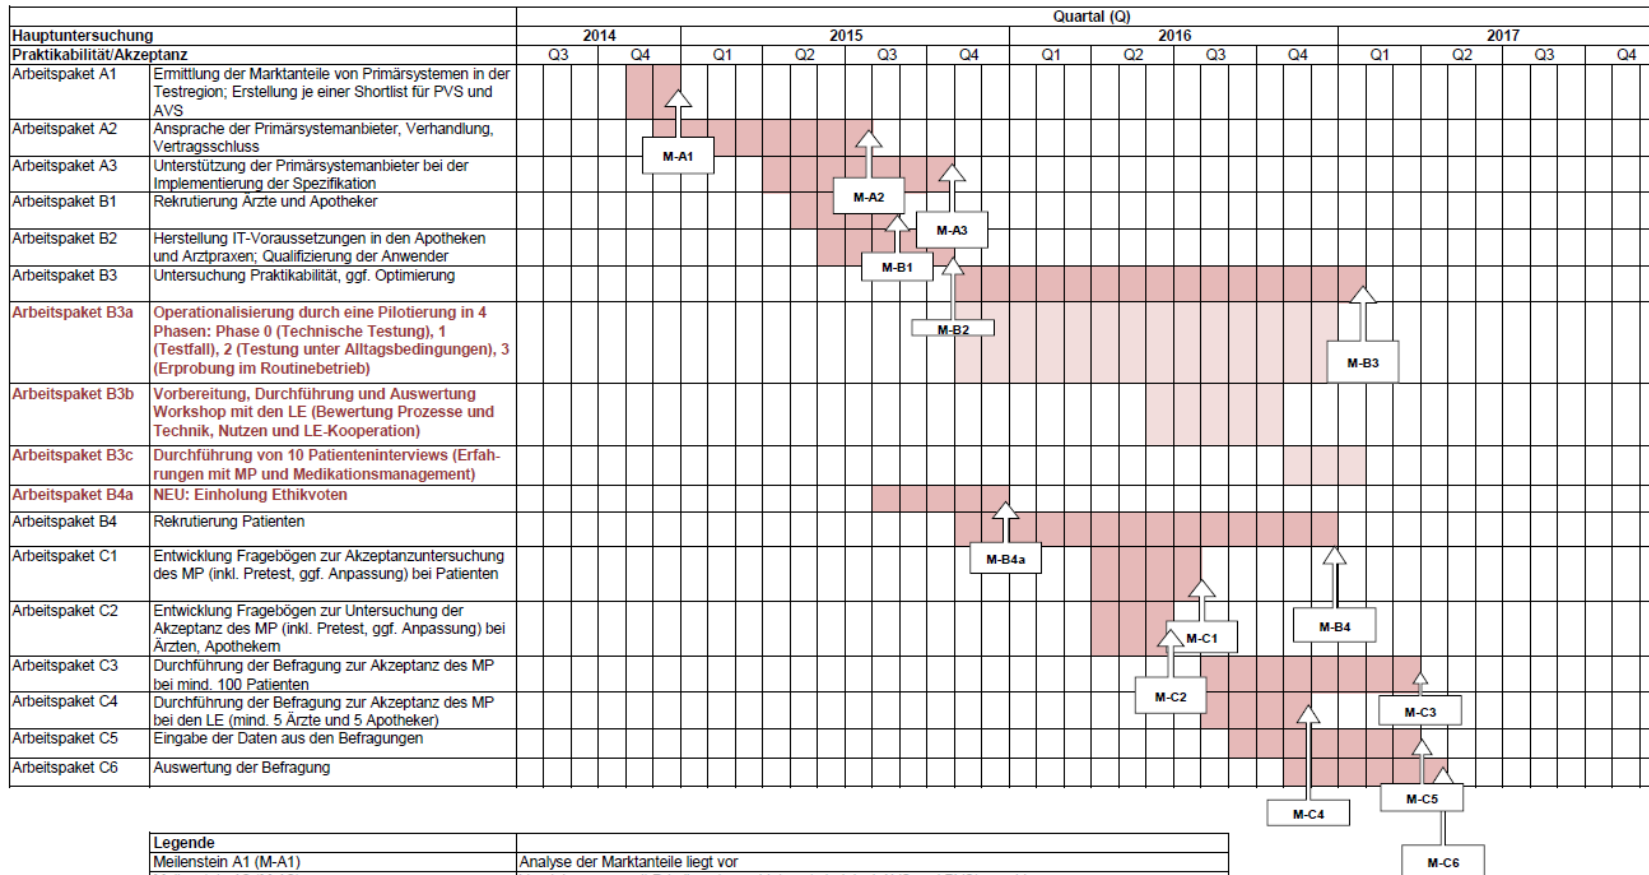 Quartal (Q)
Hauptuntersuchung 2014 2015 2016 2017
Praktikabilität/Akzeptanz Q3 Q4 Q1 Q2 Q3 Q4 Q1 Q2 Q3 Q4 Q1 Q2 Q3 Q4
Arbeitspaket A1 Ermittlung der Marktanteile von Primärsystemen in der
Testregion; Erstellung je einer Shortlist für PVS und
AVS
Arbeitspaket A2 Ansprache der Primärsystemanbieter, Verhandlung,
Vertragsschluss
M-A1
Arbeitspaket A3 Unterstützung der Primärsystemanbieter bei der
Implementierung der Spezifikation
M-A2
Arbeitspaket B1 Rekrutierung Ärzte und Apotheker
M-A3
Arbeitspaket B2 Herstellung IT-Voraussetzungen in den Apotheken
und Arztpraxen; Qualifizierung der Anwender
M-B1
Arbeitspaket B3 Untersuchung Praktikabilität, ggf. Optimierung
Arbeitspaket B3a Operationalisierung durch eine Pilotierung in 4
Phasen: Phase 0 (Technische Testung), 1
(Testfall), 2 (Testung unter Alltagsbedingungen), 3
(Erprobung im Routinebetrieb)
M-B2
M-B3
Arbeitspaket B3b Vorbereitung, Durchführung und Auswertung
Workshop mit den LE (Bewertung Prozesse und
Technik, Nutzen und LE-Kooperation)
Arbeitspaket B3c Durchführung von 10 Patienteninterviews (Erfah-
rungen mit MP und Medikationsmanagement)
Arbeitspaket B4a NEU: Einholung Ethikvoten
Arbeitspaket B4 Rekrutierung Patienten
M-B4a
Arbeitspaket C1 Entwicklung Fragebögen zur Akzeptanzuntersuchung
des MP (inkl. Pretest, ggf. Anpassung) bei Patienten
Arbeitspaket C2 Entwicklung Fragebögen zur Untersuchung der
Akzeptanz des MP (inkl. Pretest, ggf. Anpassung) bei
Ärzten, Apothekern
M-C1
M-B4
Arbeitspaket C3 Durchführung der Befragung zur Akzeptanz des MP
bei mind. 100 Patienten
M-C2
Arbeitspaket C4 Durchführung der Befragung zur Akzeptanz des MP
bei den LE (mind. 5 Ärzte und 5 Apotheker)
M-C3
Arbeitspaket C5 Eingabe der Daten aus den Befragungen
Arbeitspaket C6 Auswertung der Befragung
M-C5
M-C4
M-C6
Legende
Meilenstein A1 (M-A1) Analyse der Marktanteile liegt vor